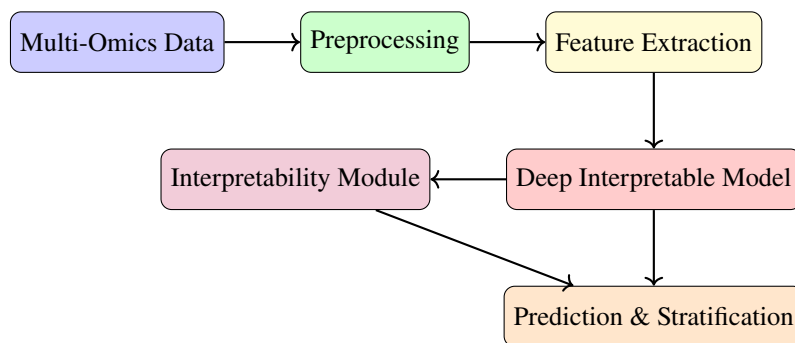 Multi-Omics Data
Preprocessing
Feature Extraction
Interpretability Module
Deep Interpretable Model
Prediction & Stratification